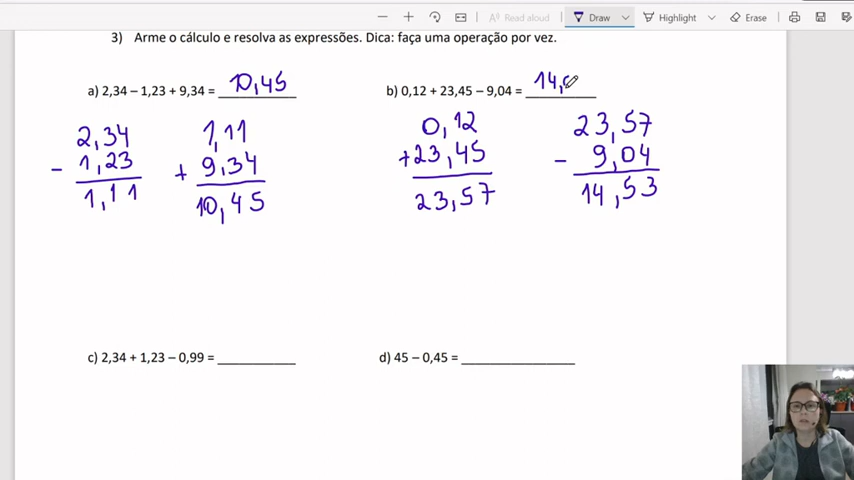 Read aloud Draw Highlight Erase
3) Arme o cálculo e resolva as expressões. Dica: faça uma operação por vez.
a) 2,34 – 1,23 + 9,34 = 10,45
b) 0,12 + 23,45 – 9,04 = 14,
2,34
- 1,23
1,11
1,11
+ 9,34
10,45
0,12
+23,45
23,57
23,57
- 9,04
14,53
c) 2,34 + 1,23 – 0,99 = ___________
d) 45 – 0,45 = ________________